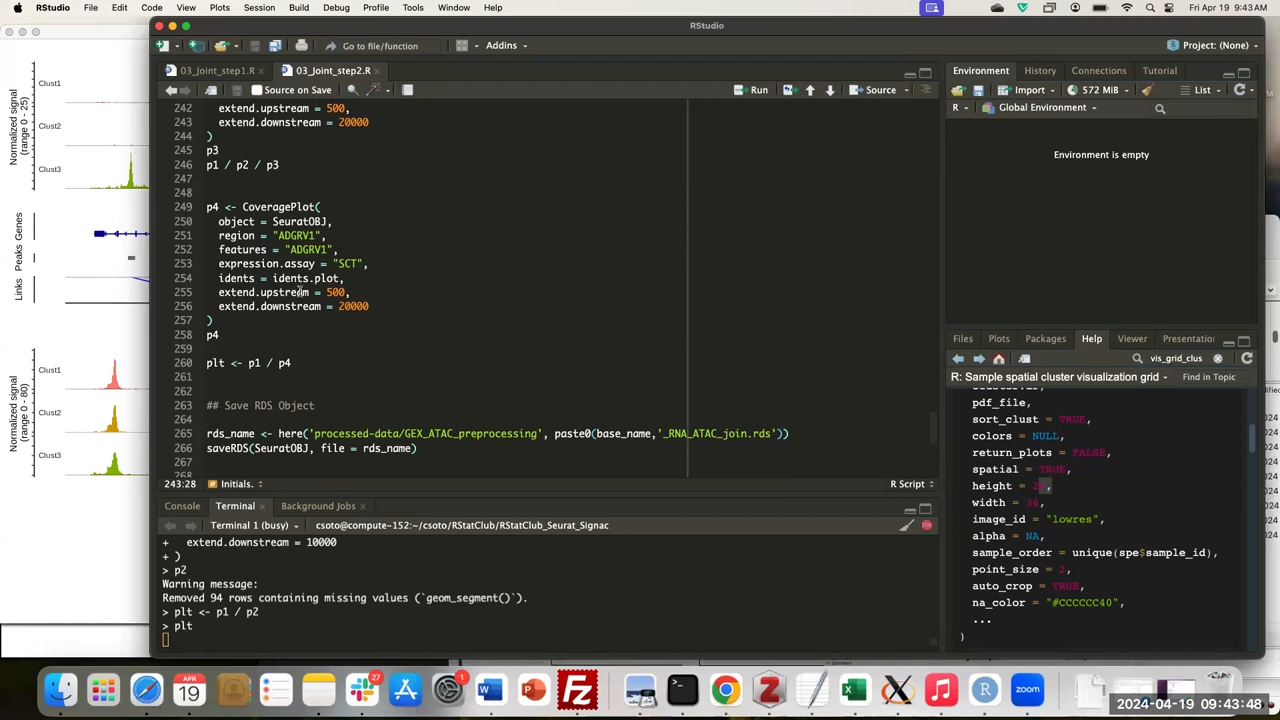 RStudio File Edit Code View Plots Session Build Debug Profile Tools Window Help
Fri Apr 19 9:43 AM
RStudio
Go to file/function
Addins
Project: (None)
03_Joint_step1.R
03_Joint_step2.R
Source on Save
Run
Source
242 extend.upstream = 500,
243 extend.downstream = 20000
244 )
245 p3
246 p1 / p2 / p3
247
248
249 p4 <- CoveragePlot(
250 object = SeuratOBJ,
251 region = "ADGRV1",
252 features = "ADGRV1",
253 expression.assay = "SCT",
254 idents = idents.plot,
255 extend.upstream = 500,
256 extend.downstream = 20000
257 )
258 p4
259
260 plt <- p1 / p4
261
262
263 ## Save RDS Object
264
265 rds_name <- here('processed-data/GEX_ATAC_preprocessing', paste0(base_name,'_RNA_ATAC_join.rds'))
266 saveRDS(SeuratOBJ, file = rds_name)
267
243:28
Initials.
R Script
Console
Terminal
Background Jobs
Terminal 1 (busy)
csoto@compute-152:~/csoto/RStatClub/RStatClub_Seurat_Signac
+ extend.downstream = 10000
+ )
> p2
Warning message:
Removed 94 rows containing missing values (`geom_segment()`).
> plt <- p1 / p2
> plt
Environment
History
Connections
Tutorial
Import
572 MiB
List
R
Global Environment
Environment is empty
Files
Plots
Packages
Help
Viewer
Presentatio
vis_grid_clus
R: Sample spatial cluster visualization grid
Find in Topic
pdf_file,
sort_clust = TRUE,
colors = NULL,
return_plots = FALSE,
spatial = TRUE,
height = 2
width = 36,
image_id = "lowres",
alpha = NA,
sample_order = unique(spe$sample_id),
point_size = 2,
auto_crop = TRUE,
na_color = "#CCCCCC40",
...
)
Normalized signal
(range 0 - 25)
Clust1
Clust2
Clust3
Genes
Peaks
Links
Normalized signal
(range 0 - 80)
Clust1
Clust2
Clust3
APR
19
27
1
zoom
2024-04-19 09:43:48